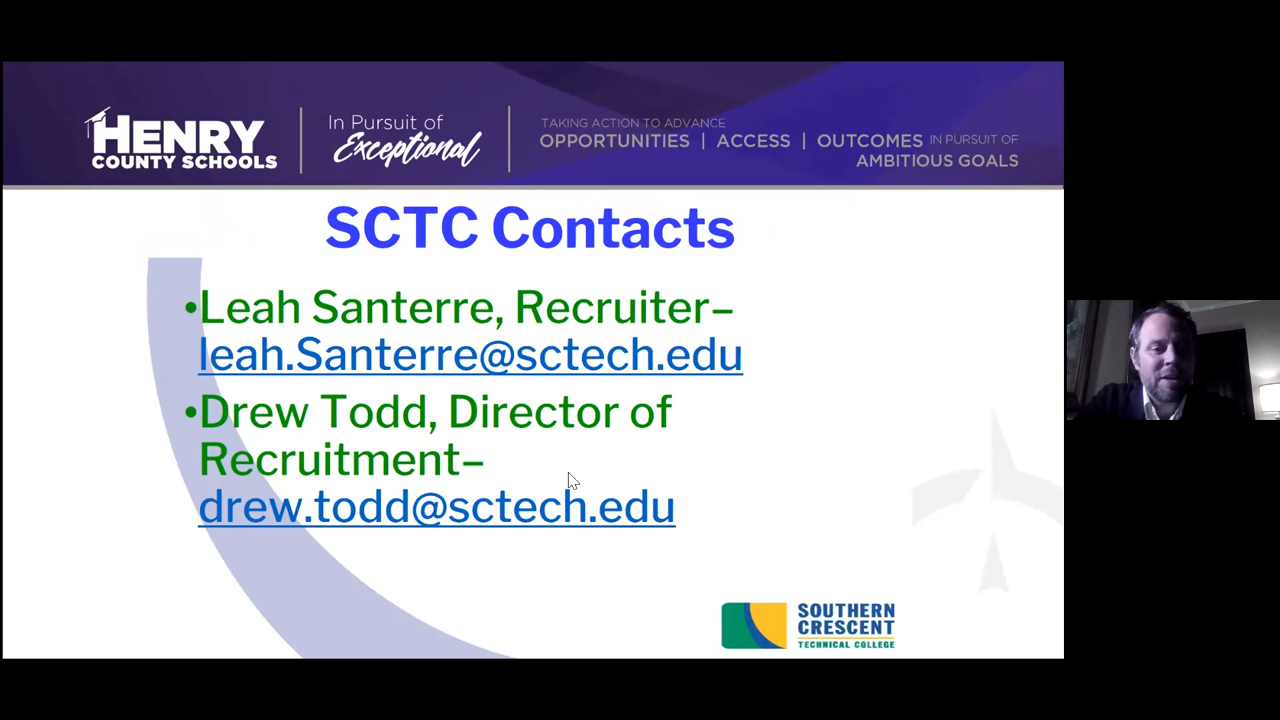 HENRY
COUNTY SCHOOLS
In Pursuit of
Exceptional
TAKING ACTION TO ADVANCE
OPPORTUNITIES | ACCESS | OUTCOMES IN PURSUIT OF
AMBITIOUS GOALS
SCTC Contacts
•Leah Santerre, Recruiter–
leah.Santerre@sctech.edu
•Drew Todd, Director of
Recruitment–
drew.todd@sctech.edu
SOUTHERN
CRESCENT
TECHNICAL COLLEGE